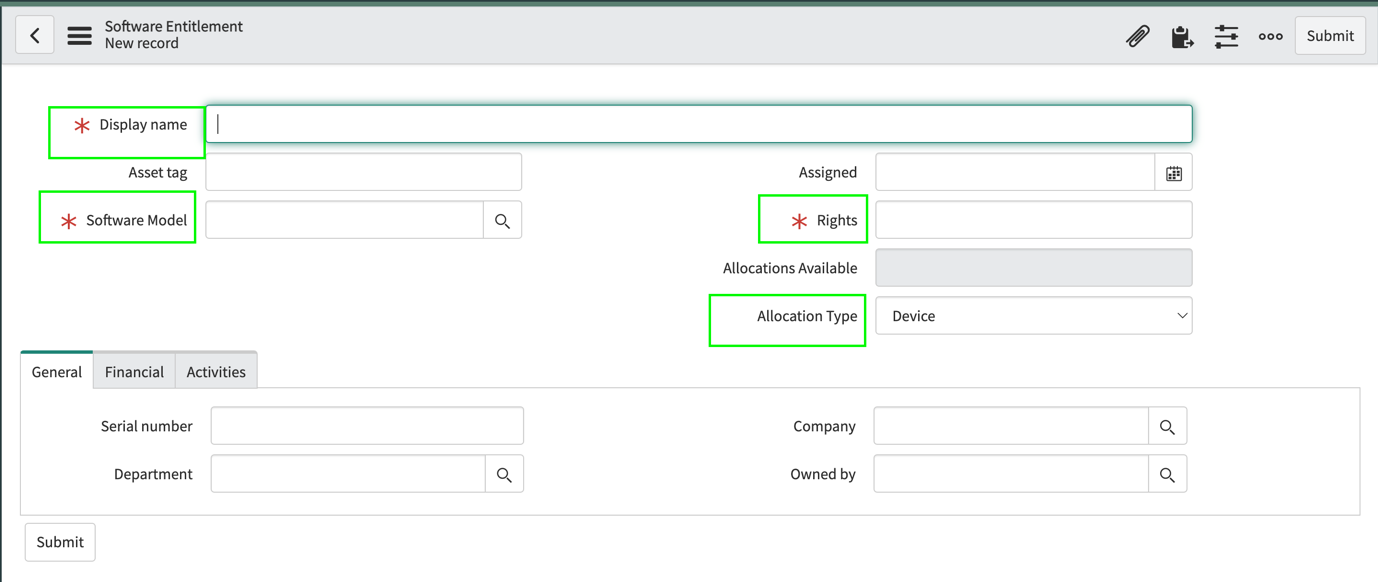 Software Entitlement
New record
Submit
Display name
Asset tag
Assigned
Software Model
Rights
Allocations Available
Allocation Type Device
General Financial Activities
Serial number
Company
Department
Owned by
Submit